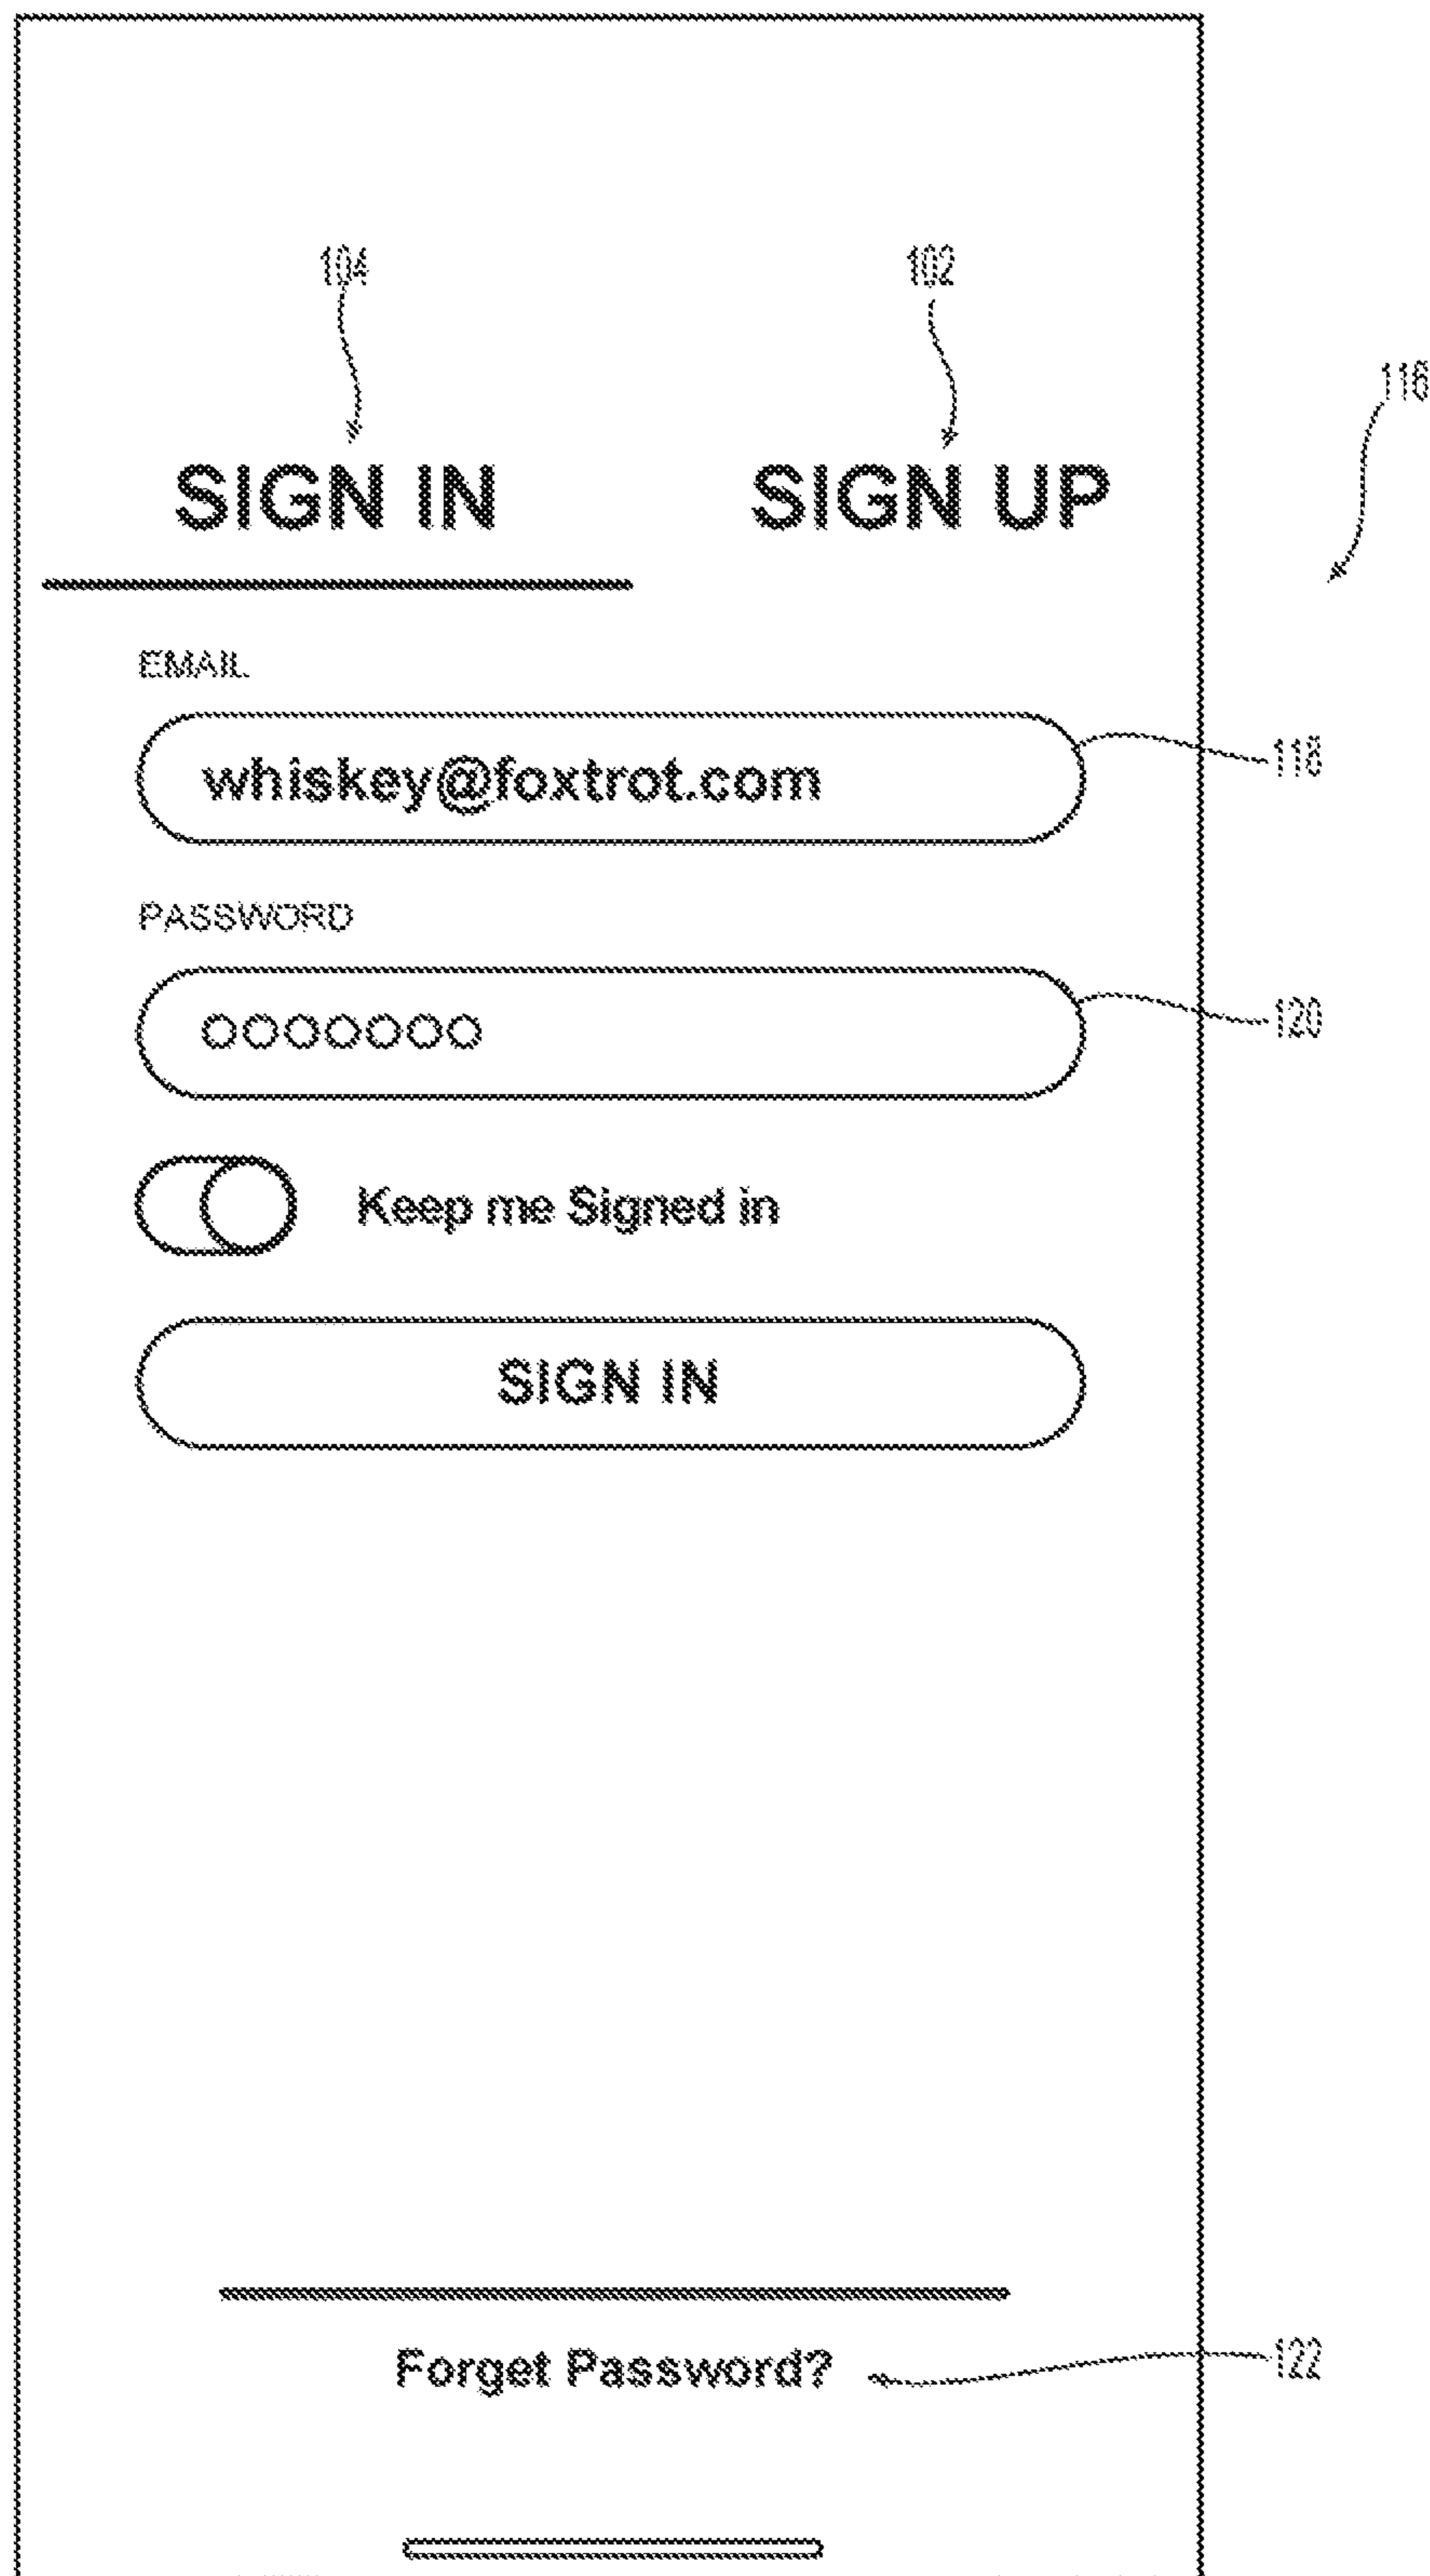 104 102
116
SIGN IN SIGN UP
EMAIL
whiskey@foxtrot.com
118
PASSWORD
120
Keep me Signed in
SIGN IN
Forget Password?
122